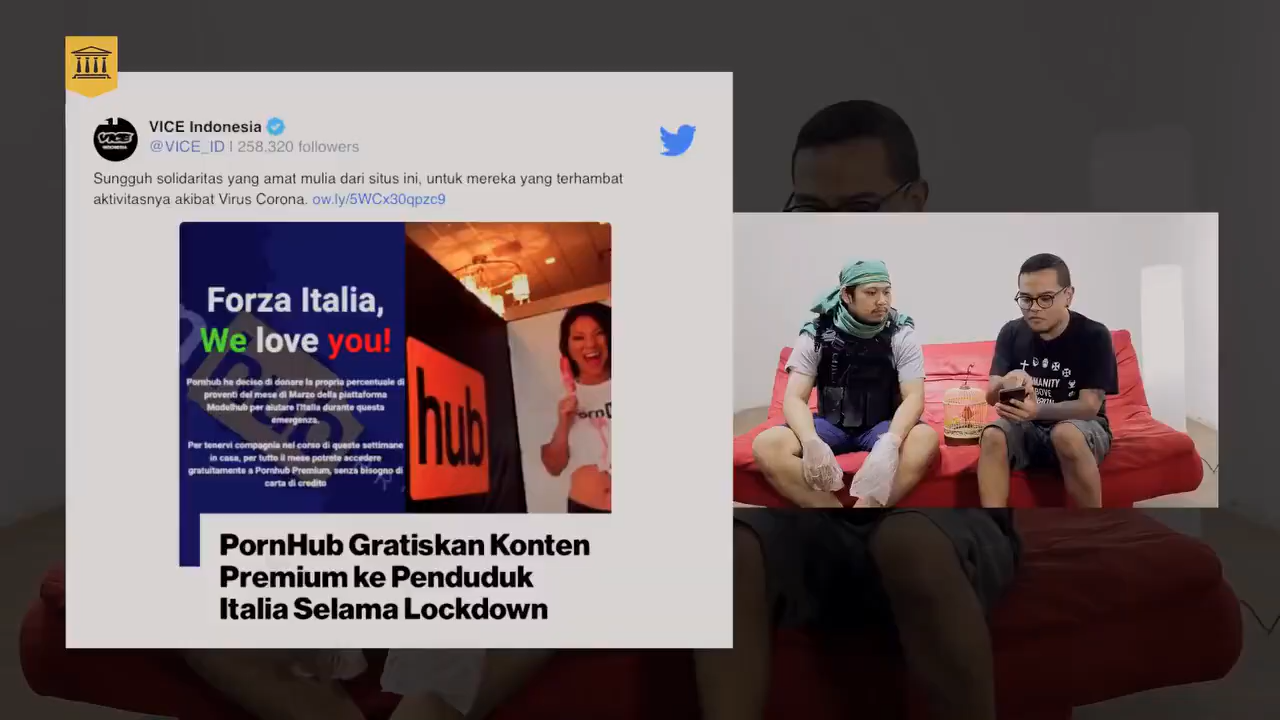 VICE Indonesia
@VICE_ID | 258,320 followers
Sungguh solidaritas yang amat mulia dari situs ini, untuk mereka yang terhambat
aktivitasnya akibat Virus Corona. ow.ly/5WCx30qpzc9
Forza Italia,
We love you!
Pornhub ha deciso di donare la propria percentuale di
proventi del mese di Marzo della piattaforma
Modelhub per aiutare l'Italia durante questa
emergenza.
Per tenervi compagnia nel corso di queste settimane
in casa, per tutto il mese potrete accedere
gratuitamente a Pornhub Premium, senza bisogno di
carta di credito
hub
PornHub Gratiskan Konten
Premium ke Penduduk
Italia Selama Lockdown
ABOVE